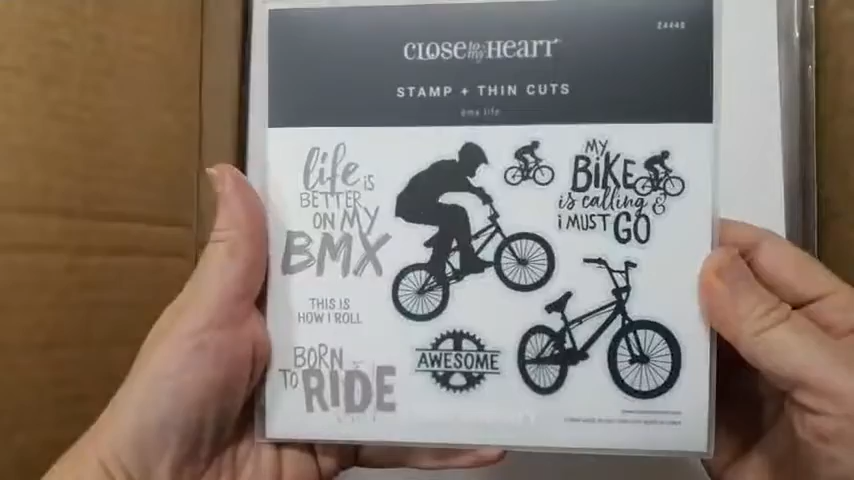 Z4445
CLOSE to my HEART
STAMP + THIN CUTS
bmx life
life is
BETTER
ON MY
BMX
THIS IS
HOW I ROLL
BORN
TO RIDE
AWESOME
MY
BiKE
is calling &
i MUST GO